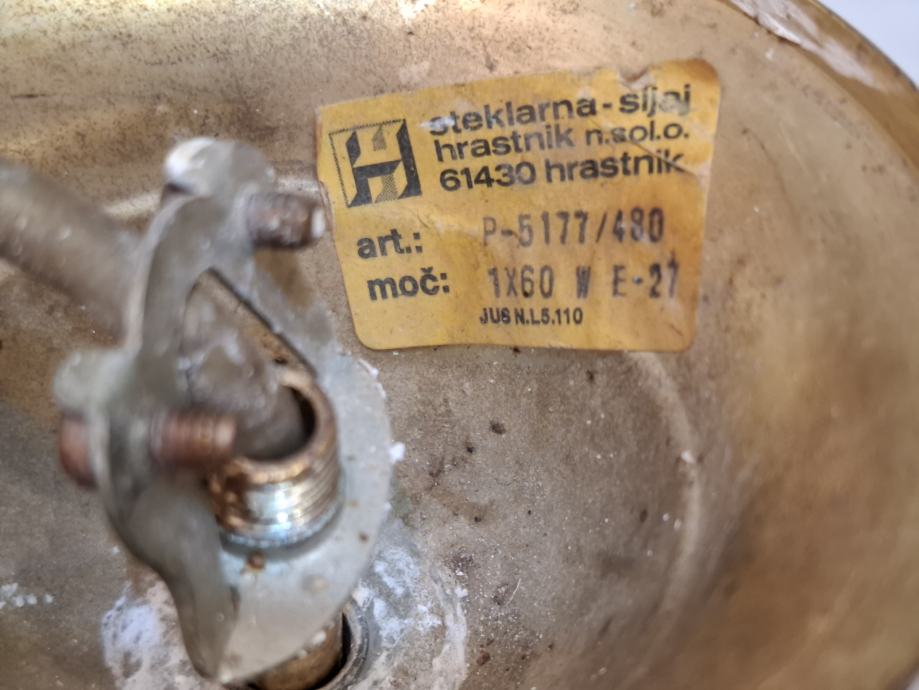 steklarna-sijaj
hrastnik n.sol.o.
61430 hrastnik
art.: P-5177/480
moč: 1X60 W E-27
JUS N.L5.110